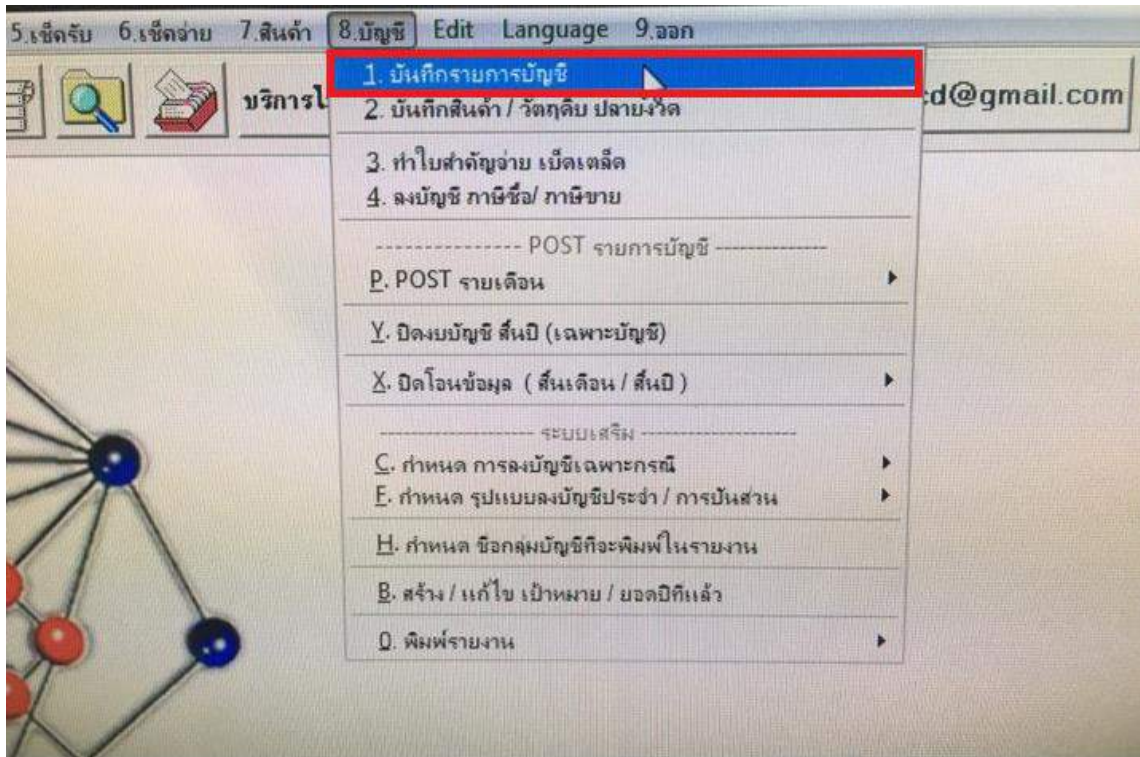 5.เช็ครับ 6.เช็คจ่าย 7.สินค้า 8.บัญชี Edit Language 9.ออก
บริการ
cd@gmail.com
1. บันทึกรายการบัญชี
2. บันทึกสินค้า / วัตถุดิบ ปลายงวด
3. ทำใบสำคัญจ่าย เบ็ดเตล็ด
4. ลงบัญชี ภาษีซื้อ/ ภาษีขาย
--------------- POST รายการบัญชี --------------
P. POST รายเดือน
Y. ปิดงบบัญชี สิ้นปี (เฉพาะบัญชี)
X. ปิดโอนข้อมูล ( สิ้นเดือน / สิ้นปี )
-------------------- ระบบเสริม --------------------
C. กำหนด การลงบัญชีเฉพาะกรณี
F. กำหนด รูปแบบลงบัญชีประจำ / การปันส่วน
H. กำหนด ชื่อกลุ่มบัญชีที่จะพิมพ์ในรายงาน
B. สร้าง / แก้ไข เป้าหมาย / ยอดปีที่แล้ว
0. พิมพ์รายงาน